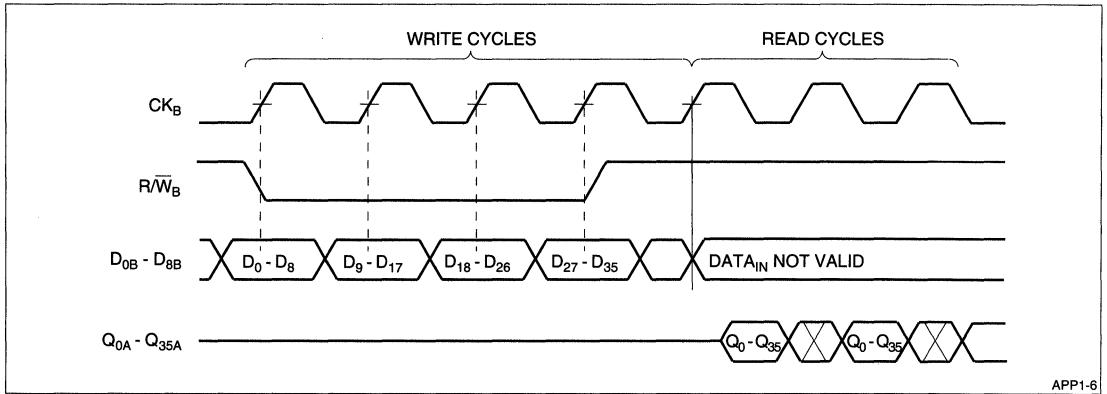 WRITE CYCLES READ CYCLES
CK_B
R/W̅_B
D_0B - D_8B D_0 - D_8 D_9 - D_17 D_18 - D_26 D_27 - D_35 DATA_IN NOT VALID
Q_0A - Q_35A Q_0 - Q_35 Q_0 - Q_35
APP1-6